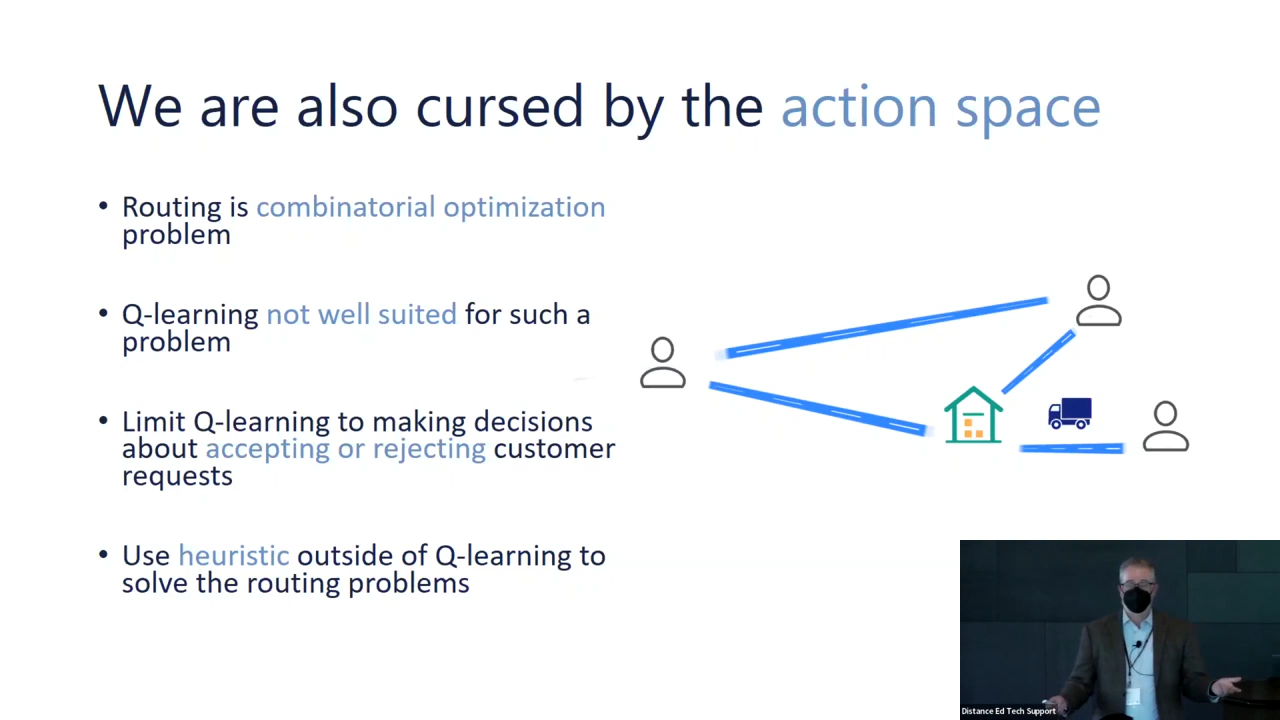 We are also cursed by the action space
• Routing is combinatorial optimization
problem
• Q-learning not well suited for such a
problem
• Limit Q-learning to making decisions
about accepting or rejecting customer
requests
• Use heuristic outside of Q-learning to
solve the routing problems
Distance Ed Tech Support